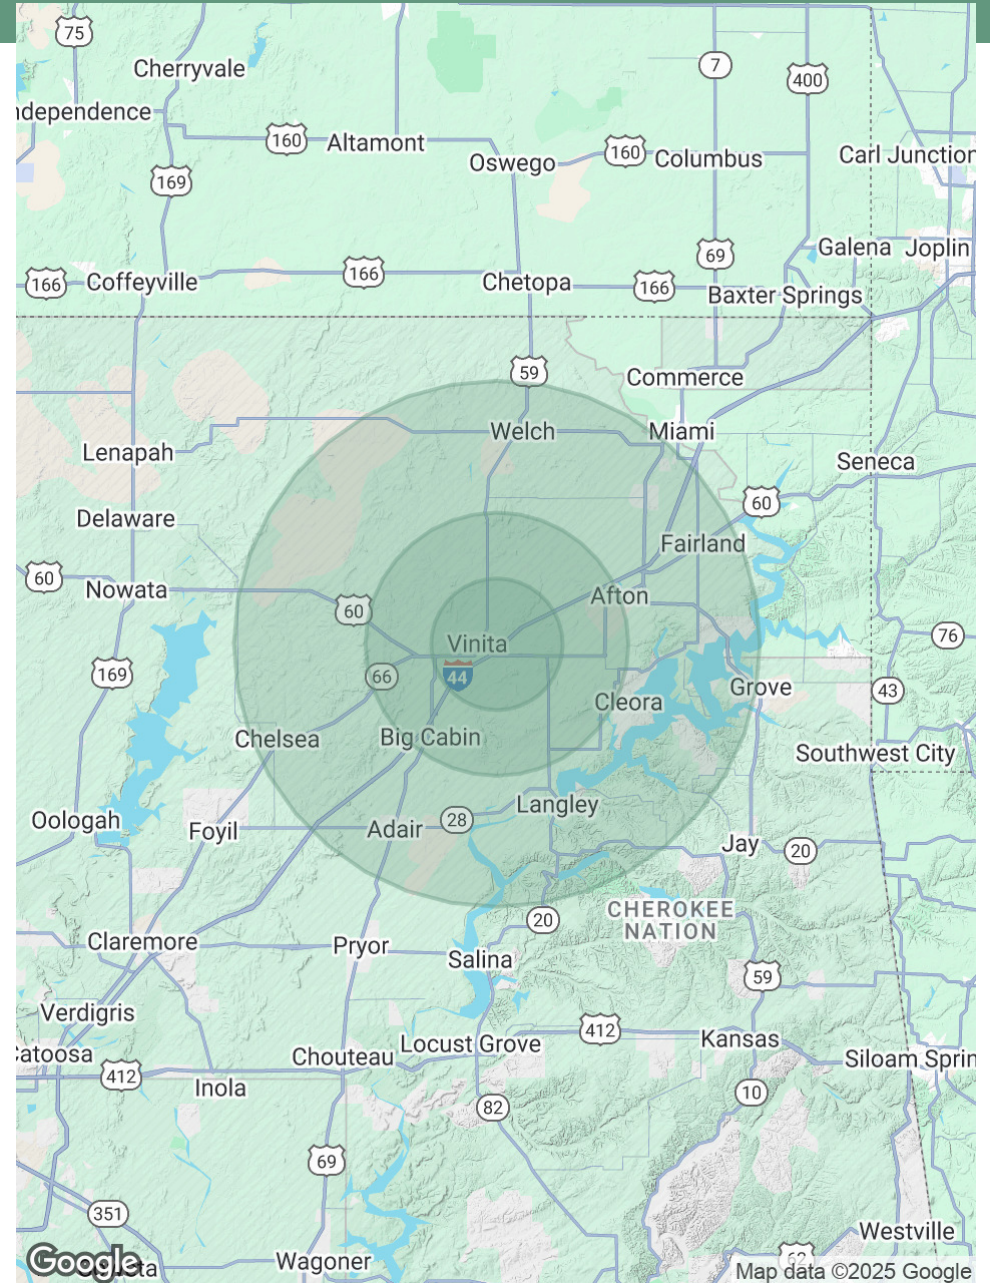 75
7
Cherryvale
400
ndependence
160
Altamont
160
Columbus
Carl Junction
Oswego
169
Galena
Joplin
69
166
Coffeyville
166
Chetopa
166
Baxter Springs
59
Commerce
Welch
Miami
Lenapah
Seneca
60
Delaware
Fairland
60
Nowata
60
Afton
76
Vinita
169
66
44
Grove
43
Cleora
Chelsea
Big Cabin
Southwest City
Langley
Oologah
Foyil
Adair
28
Jay
20
CHEROKEE
NATION
20
Claremore
Pryor
Salina
59
Verdigris
412
Kansas
Catoosa
Chouteau
Locust Grove
Siloam Sprin
412
Inola
10
82
69
351
Westville
Google
Wagoner
62
Map data ©2025 Google